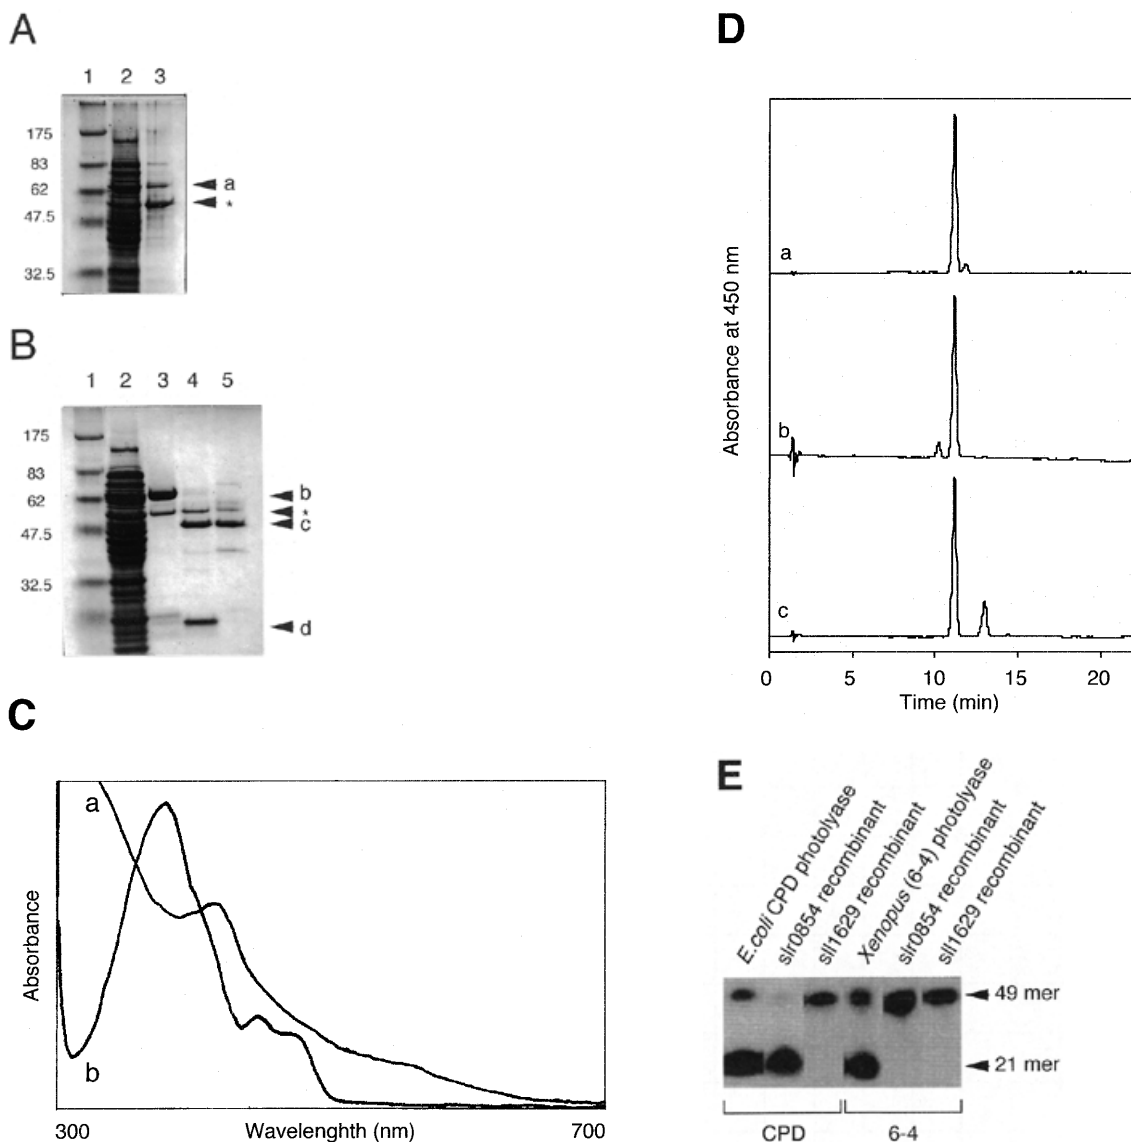 A
1 2 3
175
83
62
47.5
32.5
a
*
B
1 2 3 4 5
175
83
62
47.5
32.5
b
*
c
d
C
Absorbance
a
b
300
Wavelenghth (nm)
700
D
Absorbance at 450 nm
a
b
c
0 5 10 15 20
Time (min)
E
E.coli CPD photolyase
slr0854 recombinant
sll1629 recombinant
Xenopus (6-4) photolyase
slr0854 recombinant
sll1629 recombinant
49 mer
21 mer
CPD
6-4